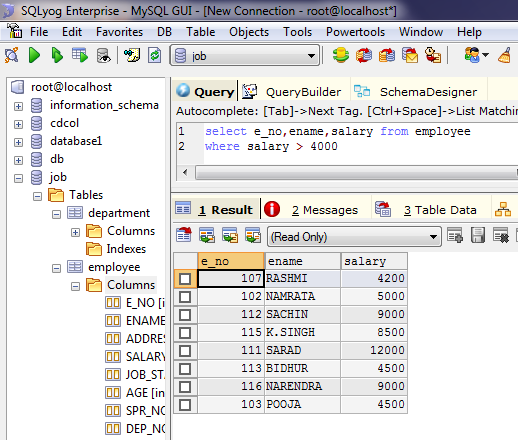 SQLyog Enterprise - MySQL GUI - [New Connection - root@localhost*]
File Edit Favorites DB Table Objects Tools Powertools Window Help
job
root@localhost
information_schema
cdcol
database1
db
job
Tables
department
Columns
Indexes
employee
Columns
E_NO [i
ENAME
ADDRE
SALARY
JOB_ST
AGE [in
SPR_NO
DEP_NO
Query QueryBuilder SchemaDesigner
Autocomplete: [Tab]->Next Tag. [Ctrl+Space]->List Matchin
1 select e_no,ename,salary from employee
2 where salary > 4000
1 Result 2 Messages 3 Table Data
(Read Only)
e_no ename salary
107 RASHMI 4200
102 NAMRATA 5000
112 SACHIN 9000
115 K.SINGH 8500
111 SARAD 12000
113 BIDHUR 4500
116 NARENDRA 9000
103 POOJA 4500